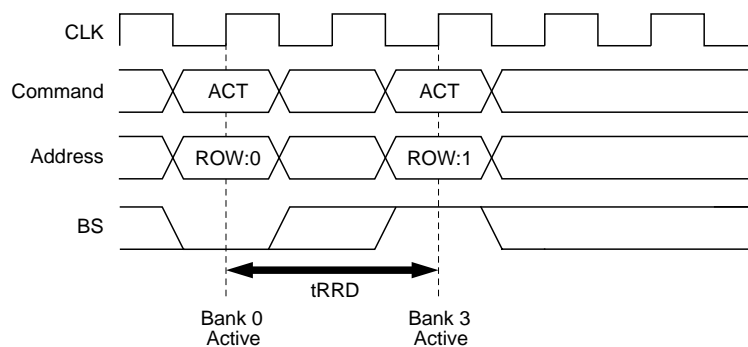 CLK
Command
ACT
ACT
Address
ROW:0
ROW:1
BS
tRRD
Bank 0
Active
Bank 3
Active